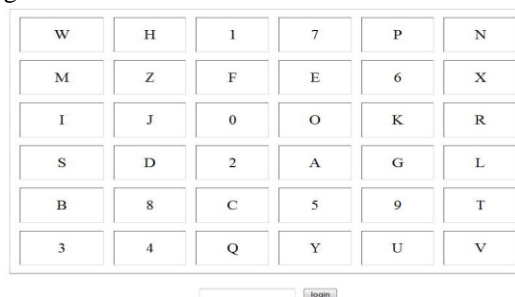 W H 1 7 P N
M Z F E 6 X
I J 0 O K R
S D 2 A G L
B 8 C 5 9 T
3 4 Q Y U V
login